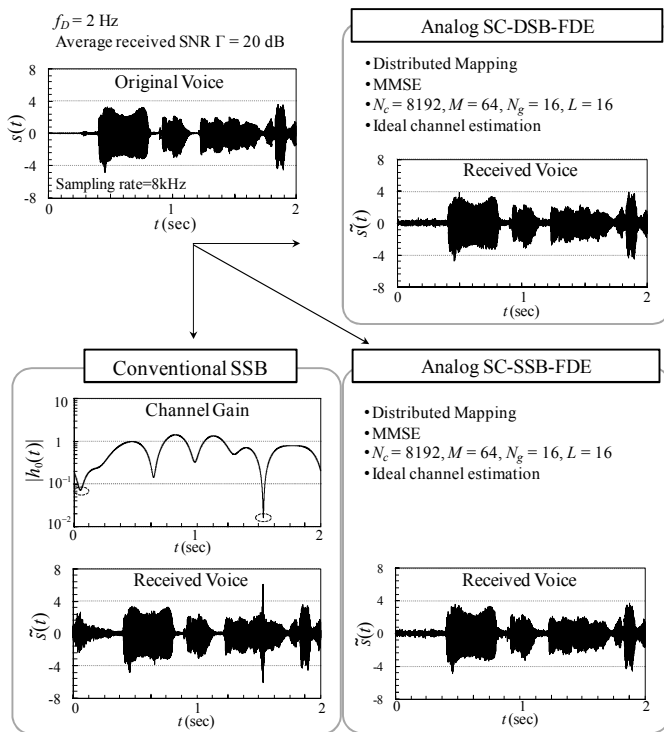 f_D = 2 Hz
Average received SNR Γ = 20 dB
Original Voice
8
4
0
-4
-8
s(t)
Sampling rate=8kHz
0
1
2
t (sec)
Analog SC-DSB-FDE
•Distributed Mapping
•MMSE
•N_c = 8192, M = 64, N_g = 16, L = 16
•Ideal channel estimation
Received Voice
8
4
0
-4
-8
s̃(t)
0
1
2
t (sec)
Conventional SSB
Channel Gain
10
1
10⁻¹
10⁻²
|h₀(t)|
0
1
2
t (sec)
Received Voice
8
4
0
-4
-8
s̃(t)
0
1
2
t (sec)
Analog SC-SSB-FDE
•Distributed Mapping
•MMSE
•N_c = 8192, M = 64, N_g = 16, L = 16
•Ideal channel estimation
Received Voice
8
4
0
-4
-8
s̃(t)
0
1
2
t (sec)